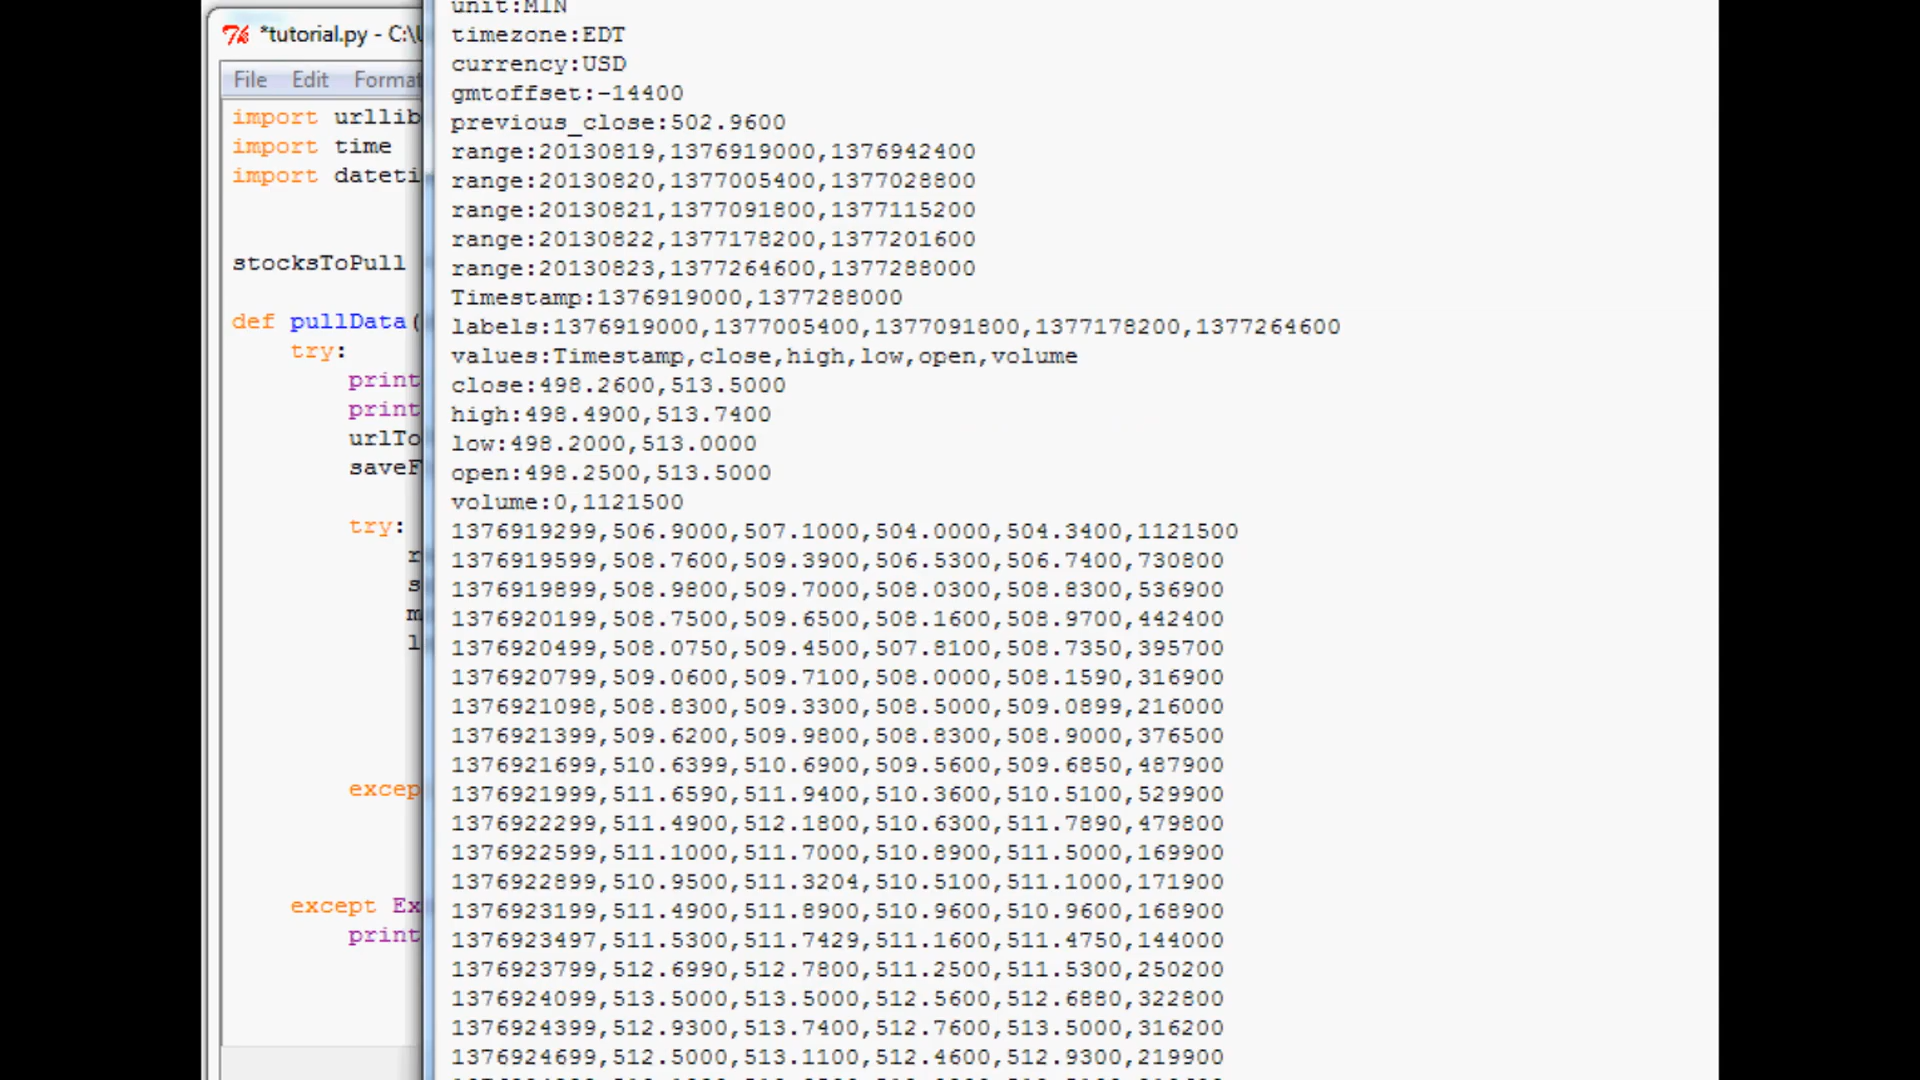 *tutorial.py - C:\
File Edit Format
import urllib
import time
import dateti
stocksToPull
def pullData(
try:
print
print
urlTo
saveF
try:
r
s
m
l
excep
except Ex
print
unit:MIN
timezone:EDT
currency:USD
gmtoffset:-14400
previous_close:502.9600
range:20130819,1376919000,1376942400
range:20130820,1377005400,1377028800
range:20130821,1377091800,1377115200
range:20130822,1377178200,1377201600
range:20130823,1377264600,1377288000
Timestamp:1376919000,1377288000
labels:1376919000,1377005400,1377091800,1377178200,1377264600
values:Timestamp,close,high,low,open,volume
close:498.2600,513.5000
high:498.4900,513.7400
low:498.2000,513.0000
open:498.2500,513.5000
volume:0,1121500
1376919299,506.9000,507.1000,504.0000,504.3400,1121500
1376919599,508.7600,509.3900,506.5300,506.7400,730800
1376919899,508.9800,509.7000,508.0300,508.8300,536900
1376920199,508.7500,509.6500,508.1600,508.9700,442400
1376920499,508.0750,509.4500,507.8100,508.7350,395700
1376920799,509.0600,509.7100,508.0000,508.1590,316900
1376921098,508.8300,509.3300,508.5000,509.0899,216000
1376921399,509.6200,509.9800,508.8300,508.9000,376500
1376921699,510.6399,510.6900,509.5600,509.6850,487900
1376921999,511.6590,511.9400,510.3600,510.5100,529900
1376922299,511.4900,512.1800,510.6300,511.7890,479800
1376922599,511.1000,511.7000,510.8900,511.5000,169900
1376922899,510.9500,511.3204,510.5100,511.1000,171900
1376923199,511.4900,511.8900,510.9600,510.9600,168900
1376923497,511.5300,511.7429,511.1600,511.4750,144000
1376923799,512.6990,512.7800,511.2500,511.5300,250200
1376924099,513.5000,513.5000,512.5600,512.6880,322800
1376924399,512.9300,513.7400,512.7600,513.5000,316200
1376924699,512.5000,513.1100,512.4600,512.9300,219900